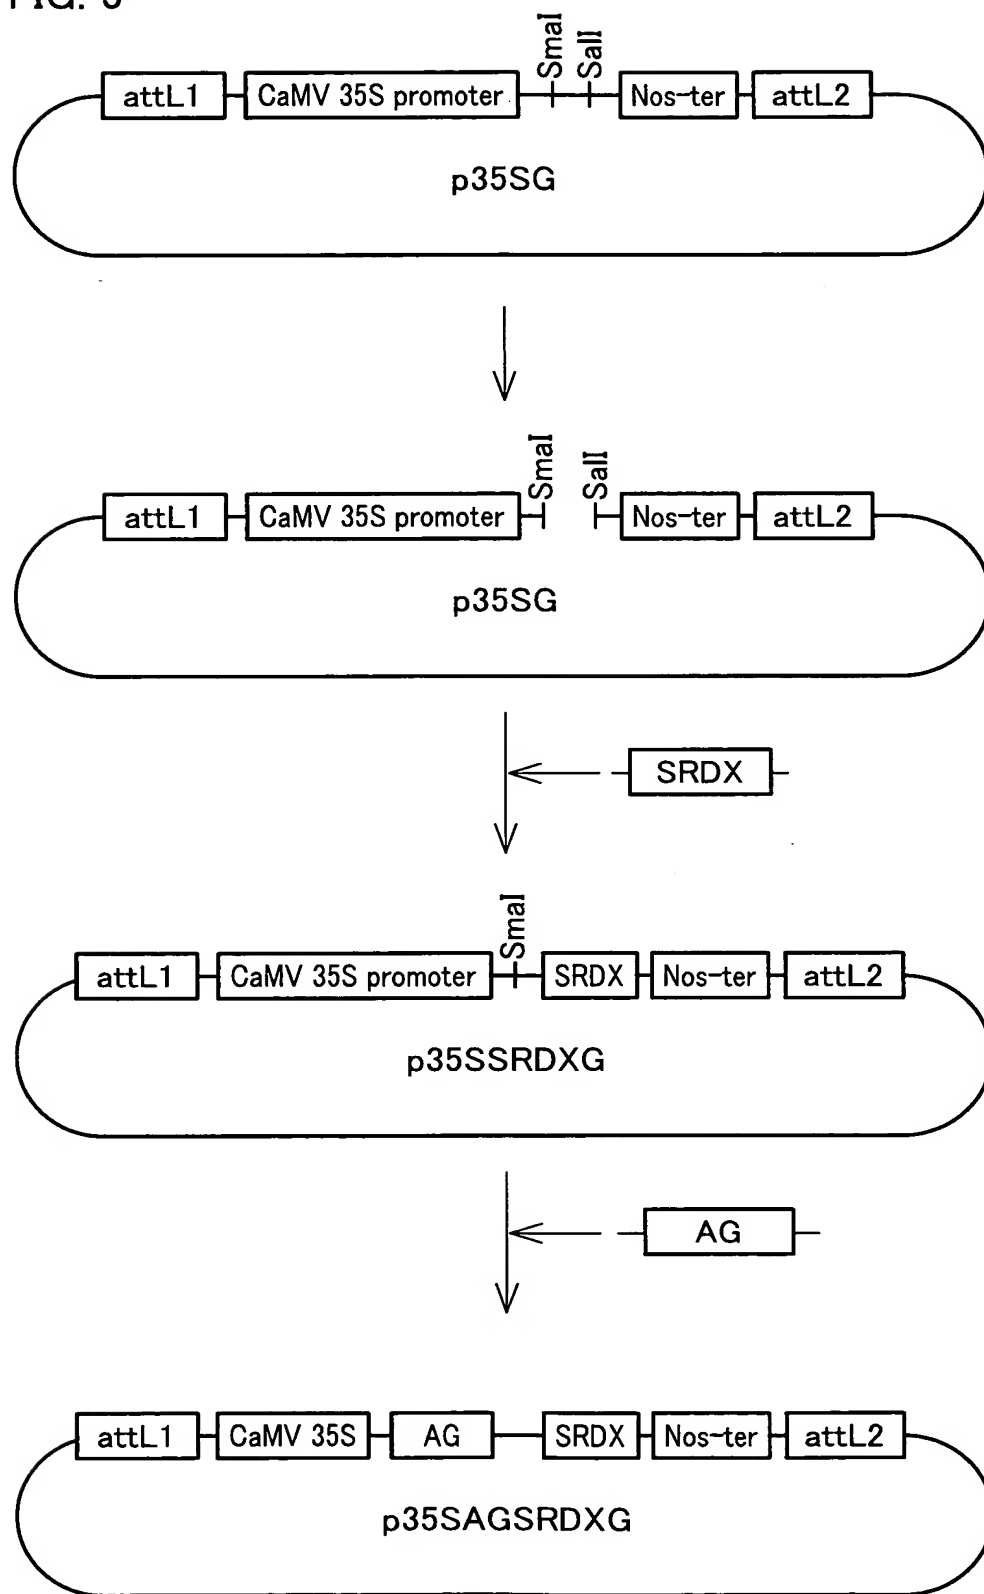 FIG. 3
SmaI SalI
attL1 CaMV 35S promoter Nos-ter attL2
p35SG
SmaI SalI
attL1 CaMV 35S promoter Nos-ter attL2
p35SG
SRDX
SmaI
attL1 CaMV 35S promoter SRDX Nos-ter attL2
p35SSRDXG
AG
attL1 CaMV 35S AG SRDX Nos-ter attL2
p35SAGSRDXG